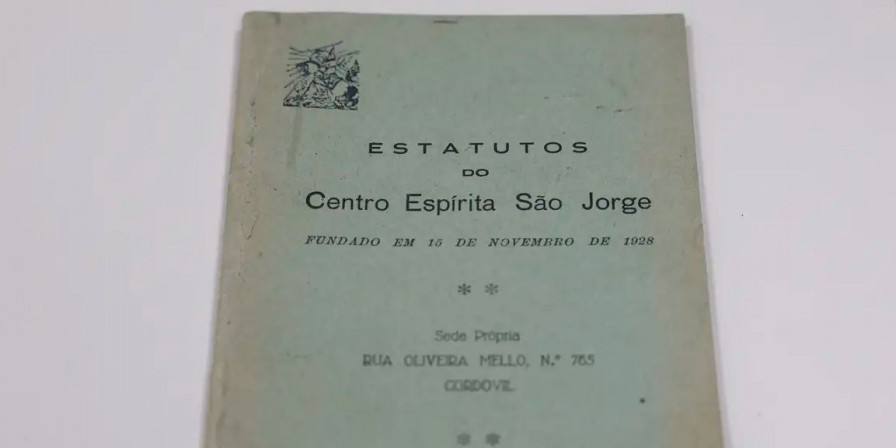 ESTATUTOS
DO
Centro Espírita São Jorge
FUNDADO EM 15 DE NOVEMBRO DE 1928
* *
Sede Própria
RUA OLIVEIRA MELLO, N.º 765
CORDOVIL
* *